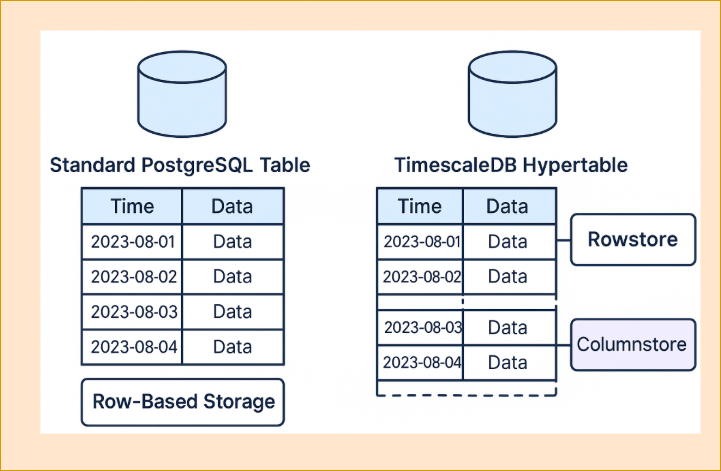 Standard PostgreSQL Table
Time Data
2023-08-01 Data
2023-08-02 Data
2023-08-03 Data
2023-08-04 Data
Row-Based Storage
TimescaleDB Hypertable
Time Data
2023-08-01 Data
2023-08-02 Data
2023-08-03 Data
2023-08-04 Data
Rowstore
Columnstore